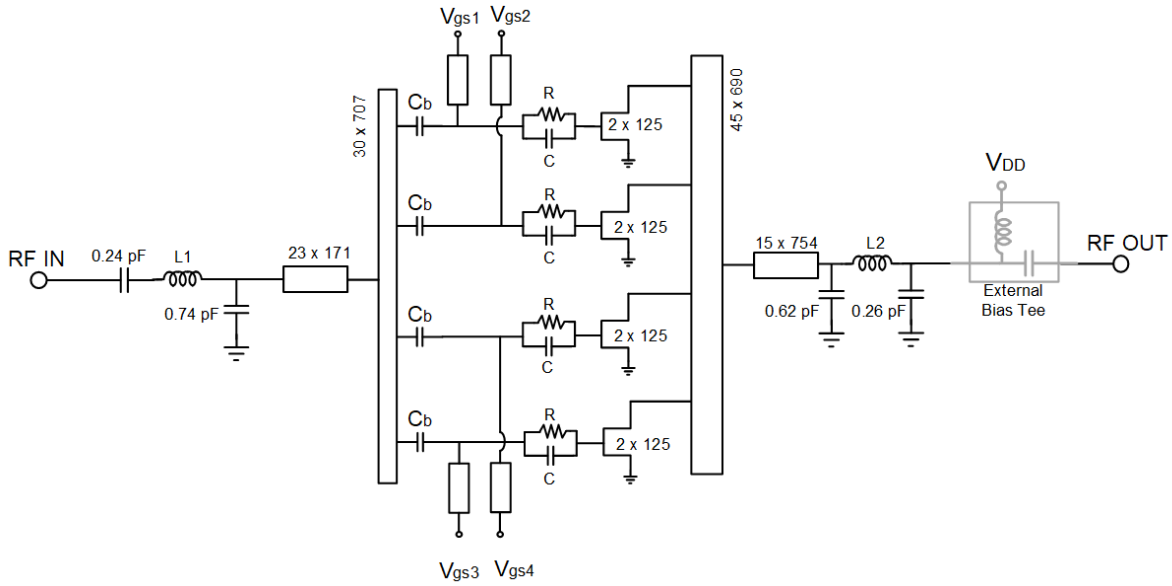 Vgs1
Vgs2
30 x 707
Cb
R
2 x 125
C
45 x 690
Cb
R
2 x 125
C
VDD
RF IN
0.24 pF
L1
23 x 171
0.74 pF
15 x 754
L2
RF OUT
0.62 pF
0.26 pF
External
Bias Tee
Cb
R
2 x 125
C
Cb
R
2 x 125
C
Vgs3
Vgs4